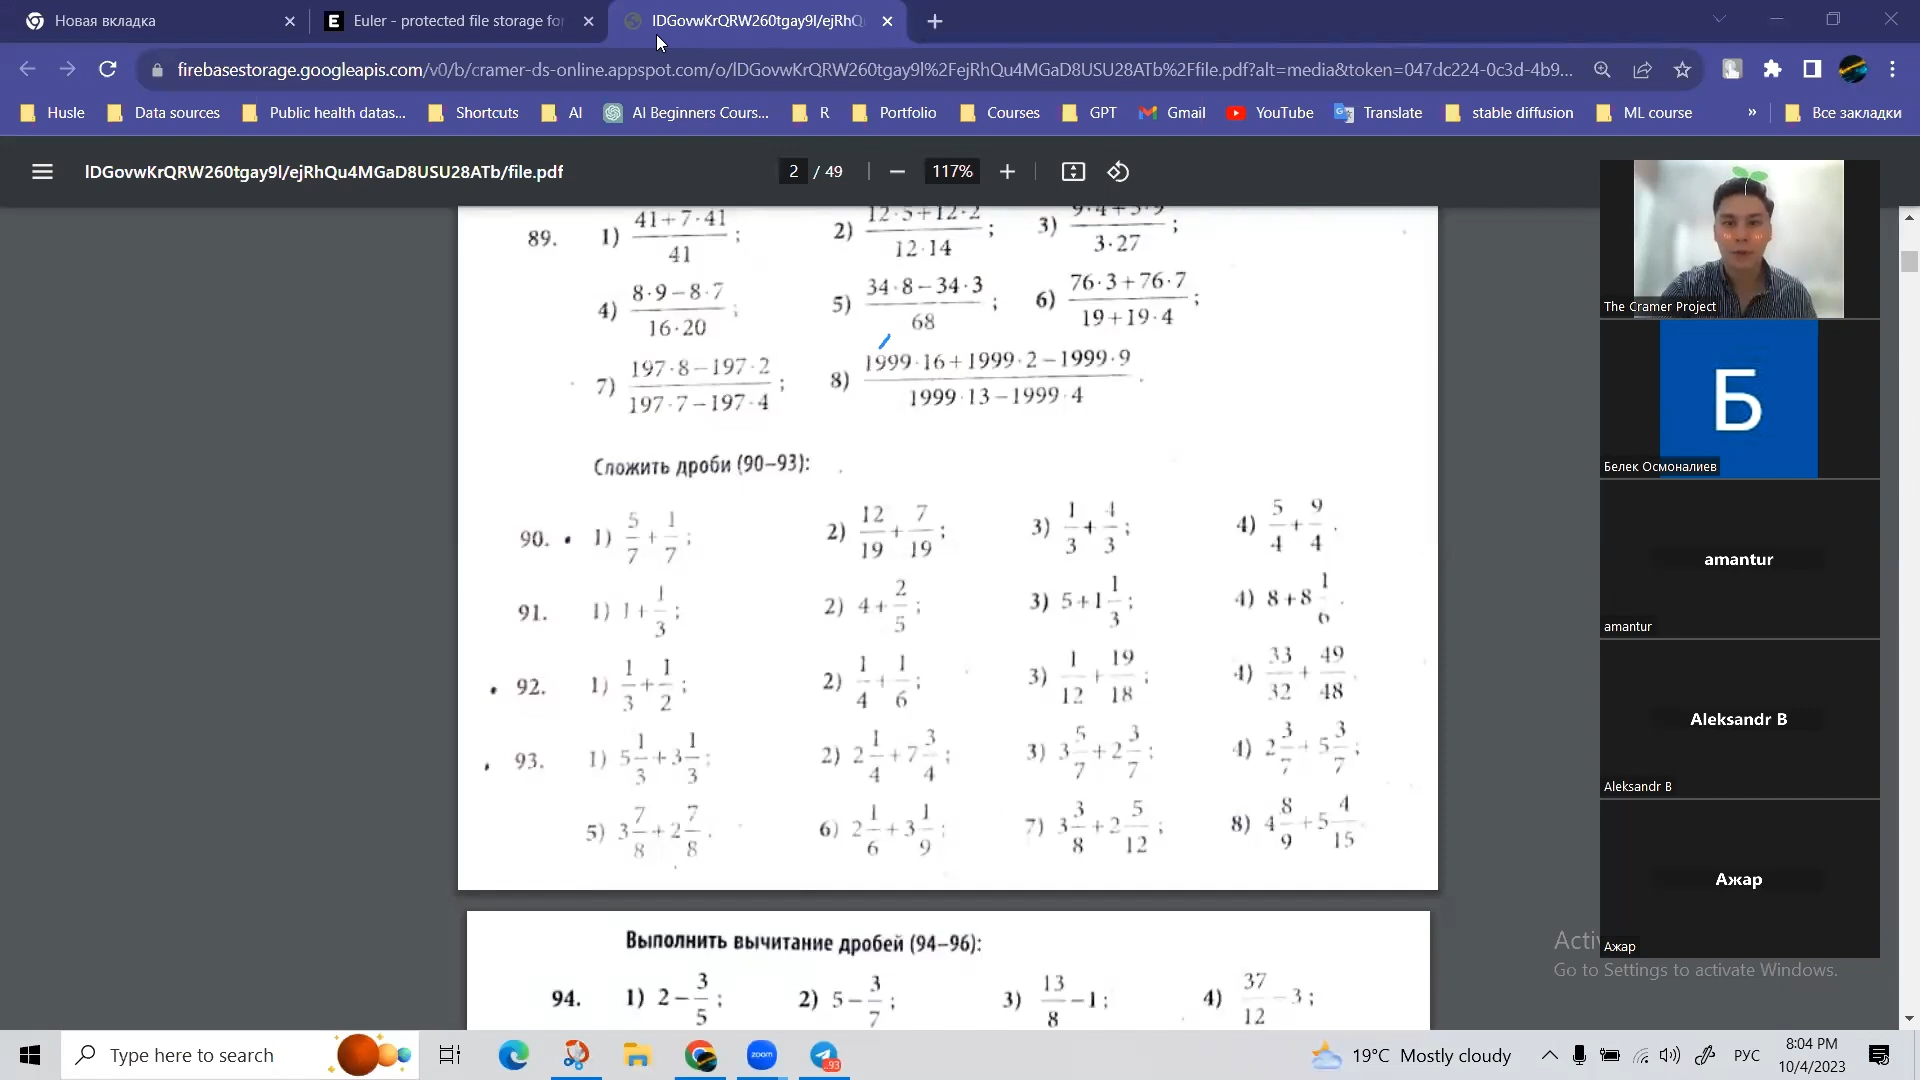 Новая вкладка
Euler - protected file storage for
lDGovwKrQRW260tgay9l/ejRhQ
firebasestorage.googleapis.com/v0/b/cramer-ds-online.appspot.com/o/lDGovwKrQRW260tgay9l%2FejRhQu4MGaD8USU28ATb%2Ffile.pdf?alt=media&token=047dc224-0c3d-4b9...
Husle Data sources Public health datas... Shortcuts AI AI Beginners Cours... R Portfolio Courses GPT Gmail YouTube Translate stable diffusion ML course » Все закладки
lDGovwKrQRW260tgay9l/ejRhQu4MGaD8USU28ATb/file.pdf 2 / 49 117%
89. 1) (41+7·41)/41; 2) (12·5+12·2)/(12·14); 3) (9·4+5·9)/(3·27);
4) (8·9−8·7)/(16·20); 5) (34·8−34·3)/68; 6) (76·3+76·7)/(19+19·4);
7) (197·8−197·2)/(197·7−197·4); 8) (1999·16+1999·2−1999·9)/(1999·13−1999·4).
Сложить дроби (90–93):
90. 1) 5/7+1/7; 2) 12/19+7/19; 3) 1/3+4/3; 4) 5/4+9/4.
91. 1) 1+1/3; 2) 4+2/5; 3) 5+1 1/3; 4) 8+8 1/6.
92. 1) 1/3+1/2; 2) 1/4+1/6; 3) 1/12+19/18; 4) 33/32+49/48.
93. 1) 5 1/3+3 1/3; 2) 2 1/4+7 3/4; 3) 3 5/7+2 3/7; 4) 2 3/7+5 3/7;
5) 3 7/8+2 7/8. 6) 2 1/6+3 1/9; 7) 3 3/8+2 5/12; 8) 4 8/9+5 4/15.
Выполнить вычитание дробей (94–96):
94. 1) 2−3/5; 2) 5−3/7; 3) 13/8−1; 4) 37/12−3;
The Cramer Project
Б
Белек Осмоналиев
amantur
amantur
Aleksandr B
Aleksandr B
Ажар
Ажар
Go to Settings to activate Windows.
Type here to search
zoom
93
19°C Mostly cloudy
РУС
8:04 PM
10/4/2023